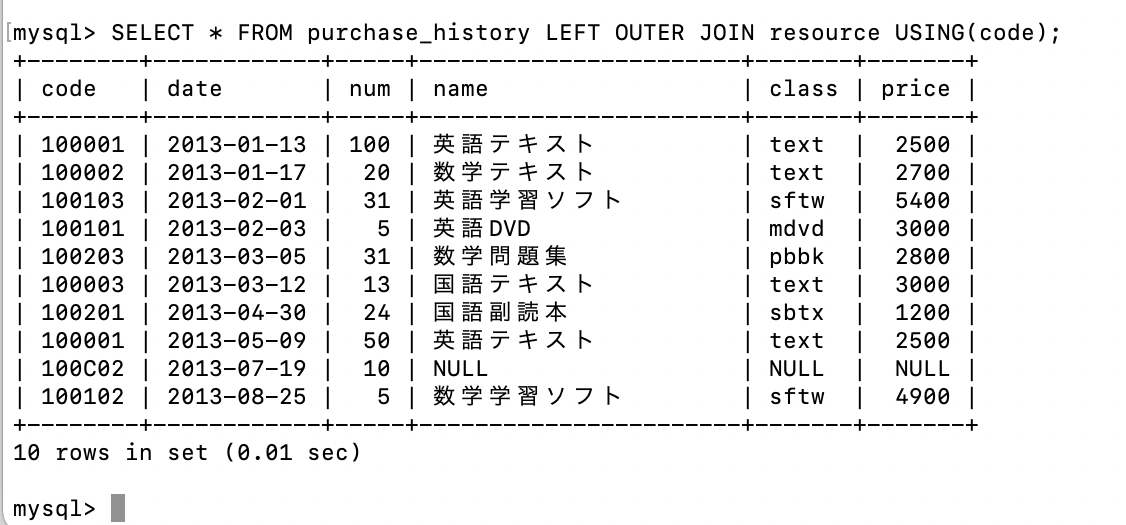 [mysql> SELECT * FROM purchase_history LEFT OUTER JOIN resource USING(code);
+--------+------------+-----+-----------------------+-------+-------+
| code   | date       | num | name                  | class | price |
+--------+------------+-----+-----------------------+-------+-------+
| 100001 | 2013-01-13 | 100 | 英語テキスト          | text  | 2500 |
| 100002 | 2013-01-17 |  20 | 数学テキスト          | text  | 2700 |
| 100103 | 2013-02-01 |  31 | 英語学習ソフト        | sftw  | 5400 |
| 100101 | 2013-02-03 |   5 | 英語DVD               | mdvd  | 3000 |
| 100203 | 2013-03-05 |  31 | 数学問題集            | pbbk  | 2800 |
| 100003 | 2013-03-12 |  13 | 国語テキスト          | text  | 3000 |
| 100201 | 2013-04-30 |  24 | 国語副読本            | sbtx  | 1200 |
| 100001 | 2013-05-09 |  50 | 英語テキスト          | text  | 2500 |
| 100C02 | 2013-07-19 |  10 | NULL                  | NULL  | NULL |
| 100102 | 2013-08-25 |   5 | 数学学習ソフト        | sftw  | 4900 |
+--------+------------+-----+-----------------------+-------+-------+
10 rows in set (0.01 sec)
mysql>